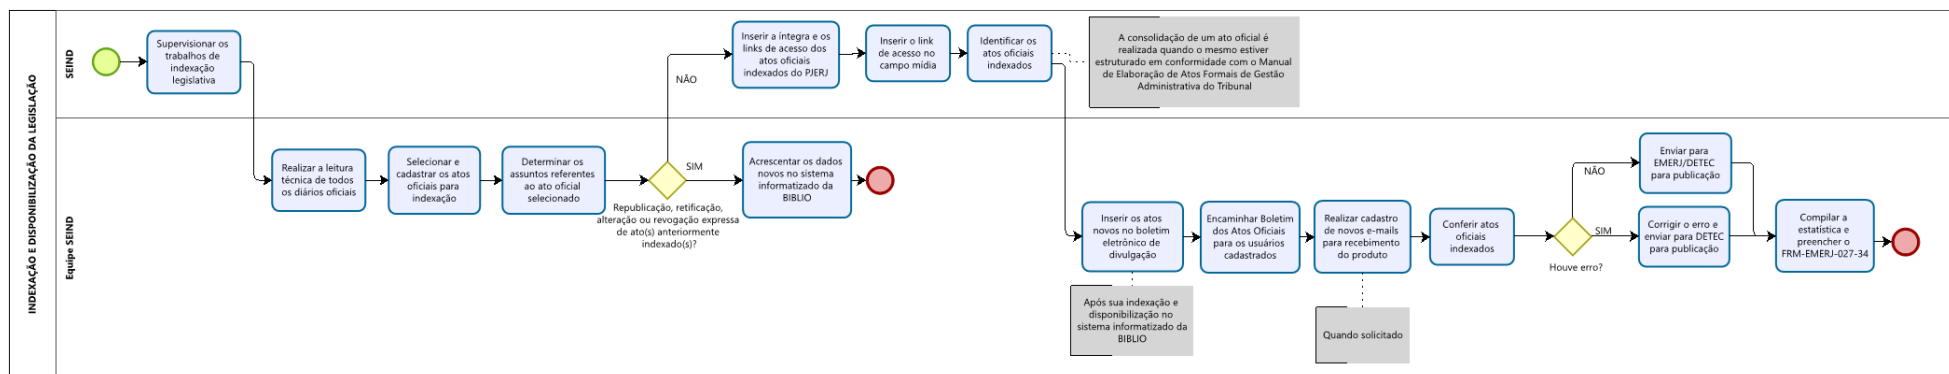 INDEXAÇÃO E DISPONIBILIZAÇÃO DA LEGISLAÇÃO
SEIND
Supervisionar os
trabalhos de
indexação
legislativa
NÃO
Inserir a íntegra e os
links de acesso dos
atos oficiais
indexados do PJERJ
Inserir o link
de acesso no
campo mídia
Identificar os
atos oficiais
indexados
A consolidação de um ato oficial é
realizada quando o mesmo estiver
estruturado em conformidade com o Manual
de Elaboração de Atos Formais de Gestão
Administrativa do Tribunal
Equipe SEIND
Realizar a leitura
técnica de todos
os diários oficiais
Selecionar e
cadastrar os atos
oficiais para
indexação
Determinar os
assuntos referentes
ao ato oficial
selecionado
Republicação, retificação,
alteração ou revogação expressa
de ato(s) anteriormente
indexado(s)?
SIM
Acrescentar os dados
novos no sistema
informatizado da
BIBLIO
Inserir os atos
novos no boletim
eletrônico de
divulgação
Após sua indexação e
disponibilização no
sistema informatizado da
BIBLIO
Encaminhar Boletim
dos Atos Oficiais
para os usuários
cadastrados
Realizar cadastro
de novos e-mails
para recebimento
do produto
Quando solicitado
Conferir atos
oficiais
indexados
Houve erro?
NÃO
Enviar para
EMERJ/DETEC
para publicação
SIM
Corrigir o erro e
enviar para DETEC
para publicação
Compilar a
estatística e
preencher o
FRM-EMERJ-027-34